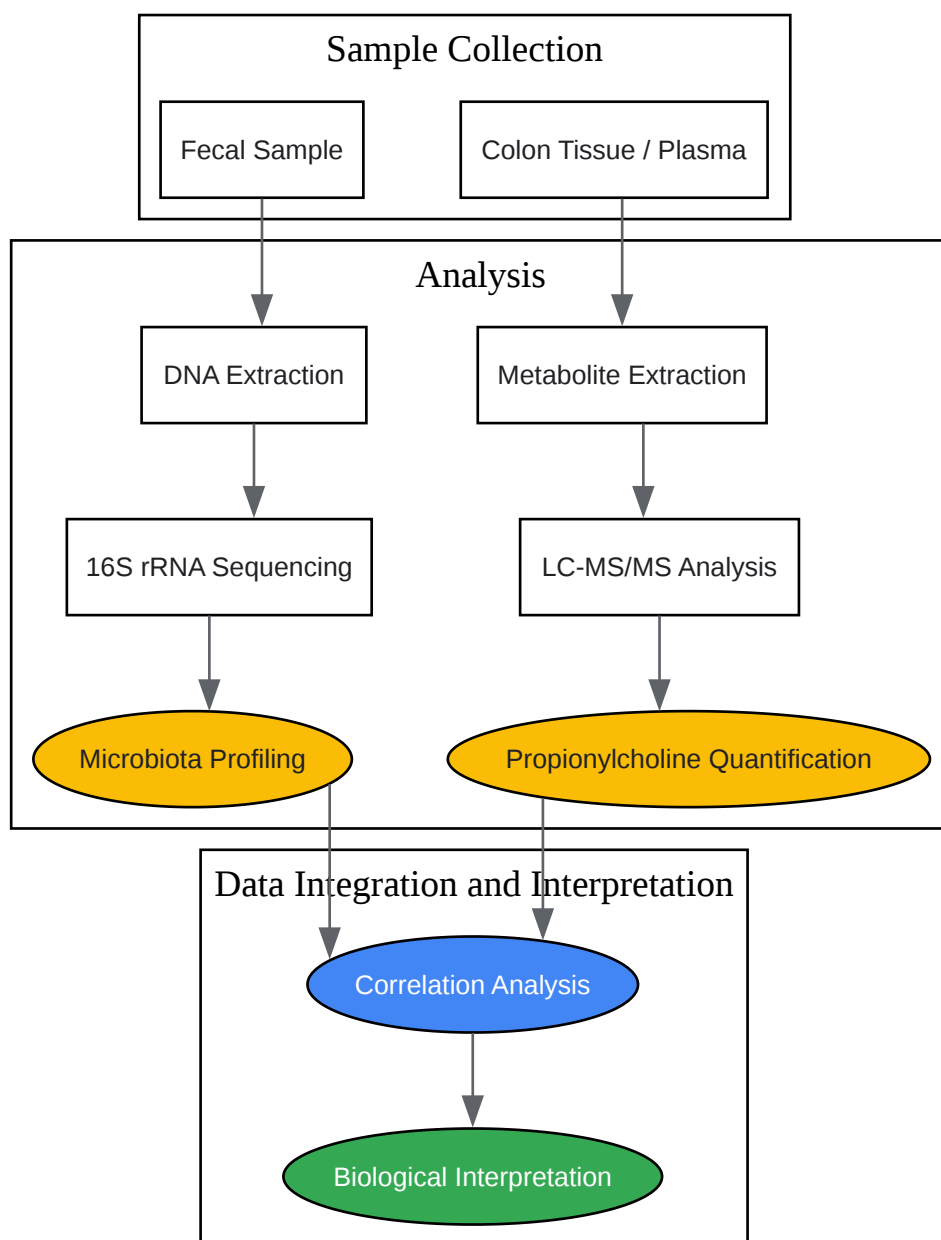 Sample Collection
Fecal Sample
Colon Tissue / Plasma
Analysis
DNA Extraction
Metabolite Extraction
16S rRNA Sequencing
LC-MS/MS Analysis
Microbiota Profiling
Propionylcholine Quantification
Data Integration and Interpretation
Correlation Analysis
Biological Interpretation